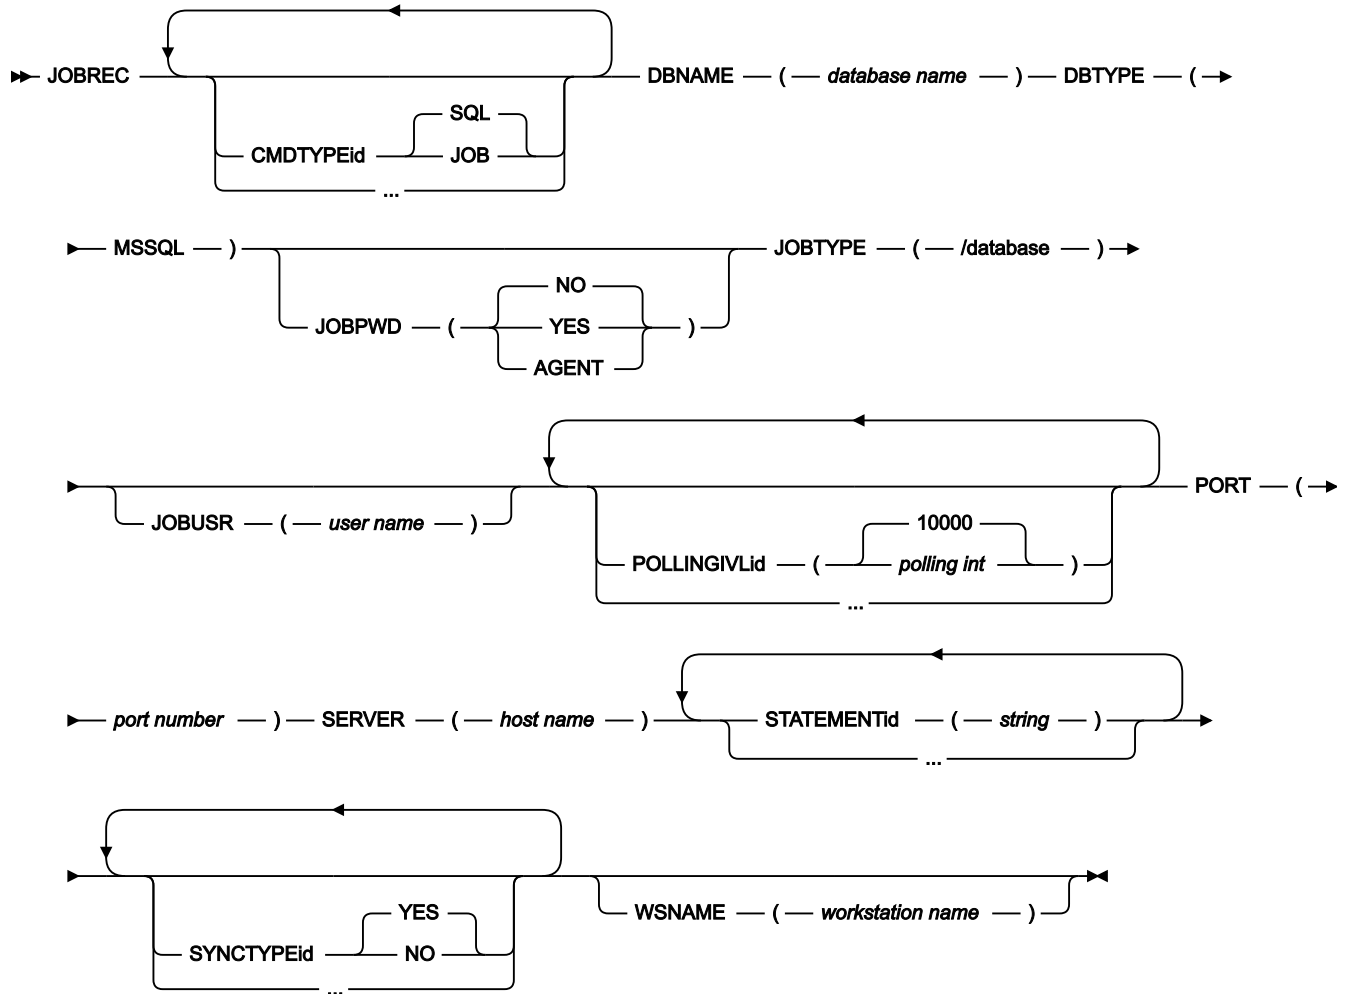 JOBREC DBNAME ( database name ) DBTYPE (
SQL
CMDTYPEid JOB
...
MSSQL ) JOBTYPE ( /database )
NO
JOBPWD ( YES )
AGENT
PORT (
JOBUSR ( user name )
10000
POLLINGIVLid ( polling int )
...
port number ) SERVER ( host name ) STATEMENTid ( string )
...
YES
WSNAME ( workstation name )
SYNCTYPEid NO
...